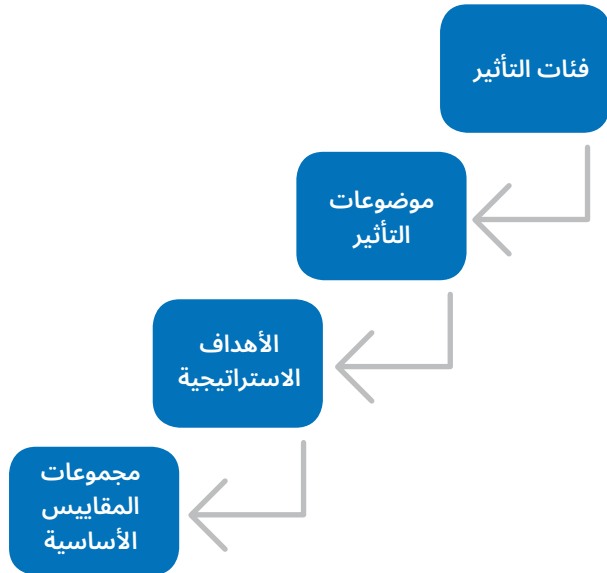 فئات التأثير
موضوعات
التأثير
الأهداف
الاستراتيجية
مجموعات
المقاييس
الأساسية